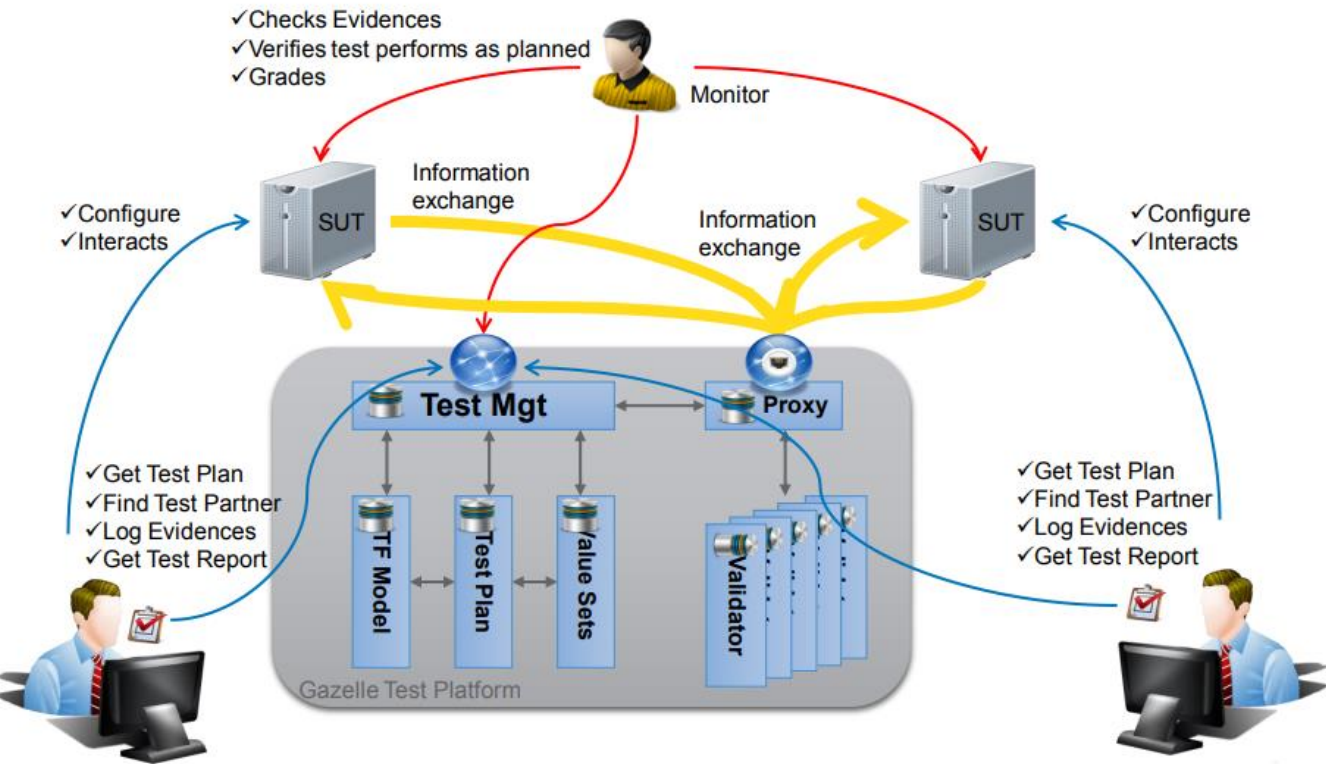 ✓Checks Evidences
✓Verifies test performs as planned
✓Grades
Monitor
Information
exchange
SUT
✓Configure
✓Interacts
Information
exchange
SUT
✓Configure
✓Interacts
Test Mgt
Proxy
✓Get Test Plan
✓Find Test Partner
✓Log Evidences
✓Get Test Report
TF Model
Test Plan
Value Sets
Validator
✓Get Test Plan
✓Find Test Partner
✓Log Evidences
✓Get Test Report
Gazelle Test Platform